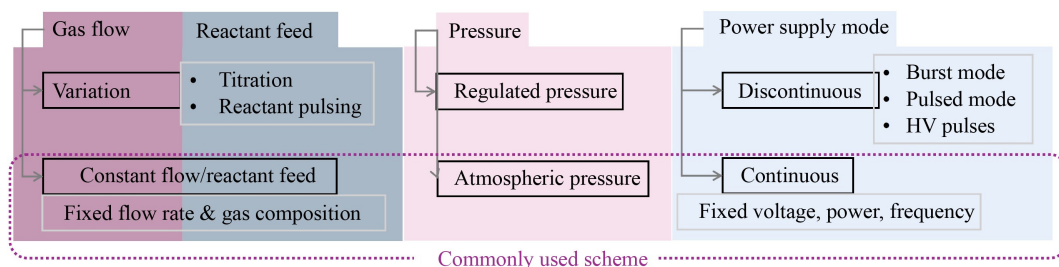 Gas flow
Reactant feed
Variation
• Titration
• Reactant pulsing
Constant flow/reactant feed
Fixed flow rate & gas composition
Pressure
Regulated pressure
Atmospheric pressure
Power supply mode
Discontinuous
• Burst mode
• Pulsed mode
• HV pulses
Continuous
Fixed voltage, power, frequency
Commonly used scheme